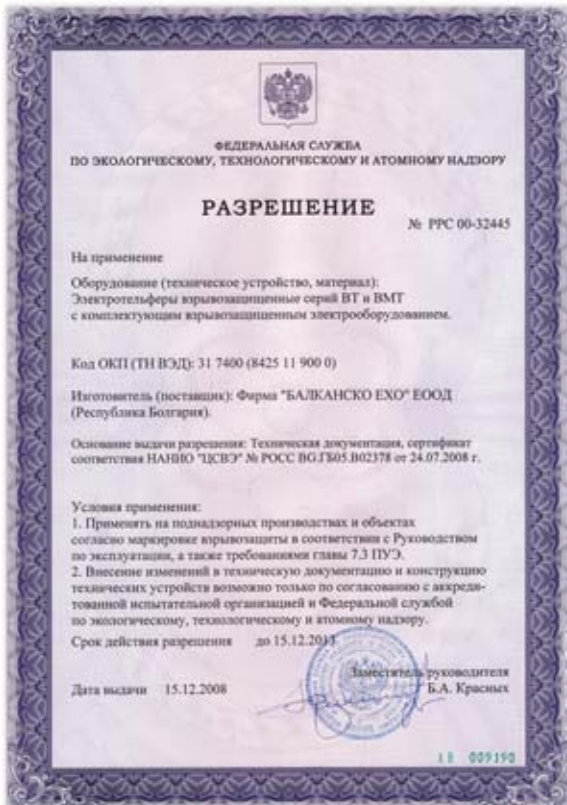 ФЕДЕРАЛЬНАЯ СЛУЖБА
ПО ЭКОЛОГИЧЕСКОМУ, ТЕХНОЛОГИЧЕСКОМУ И АТОМНОМУ НАДЗОРУ
РАЗРЕШЕНИЕ
№ РРС 00-32445
На применение
Оборудование (техническое устройство, материал):
Электротельферы взрывозащищенные серий ВТ и ВМТ
с комплектующим взрывозащищенным электрооборудованием.
Код ОКП (ТН ВЭД): 31 7400 (8425 11 900 0)
Изготовитель (поставщик): Фирма "БАЛКАНСКО ЕХО" ЕООД
(Республика Болгария).
Основание выдачи разрешения: Техническая документация, сертификат
соответствия НАНИО "ЦСВЭ" № РОСС BG.ГБ05.В02378 от 24.07.2008 г.
Условия применения:
1. Применять на поднадзорных производствах и объектах
согласно маркировке взрывозащиты в соответствии с Руководством
по эксплуатации, а также требованиями главы 7.3 ПУЭ.
2. Внесение изменений в техническую документацию и конструкцию
технических устройств возможно только по согласованию с аккреди-
тованной испытательной организацией и Федеральной службой
по экологическому, технологическому и атомному надзору.
Срок действия разрешения до 15.12.2013
Заместитель руководителя
Дата выдачи 15.12.2008 Б.А. Красных
009190